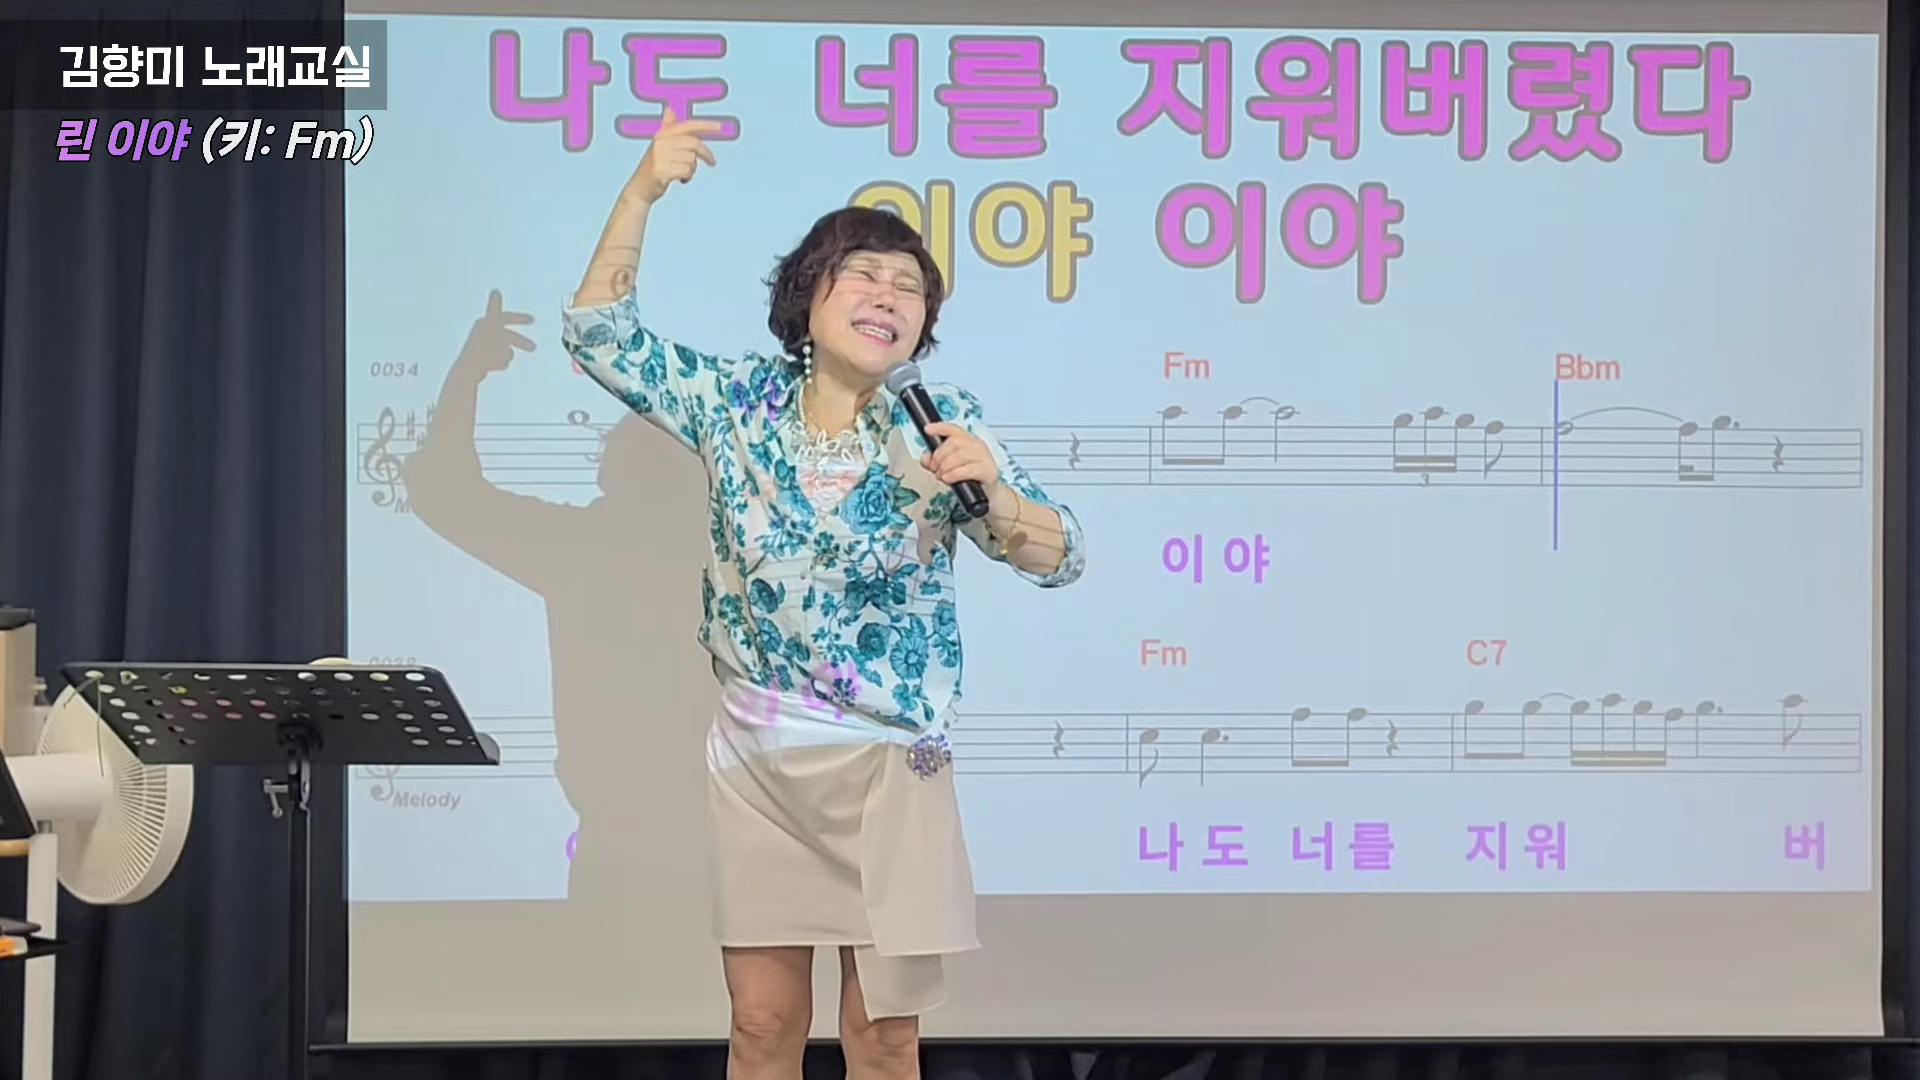 김향미 노래교실
린 이야 (키: Fm)
나도 너를 지워버렸다
이야 이야
0034
Fm Bbm
3
이 야
Fm C7
Melody
나 도 너 를 지 워 버